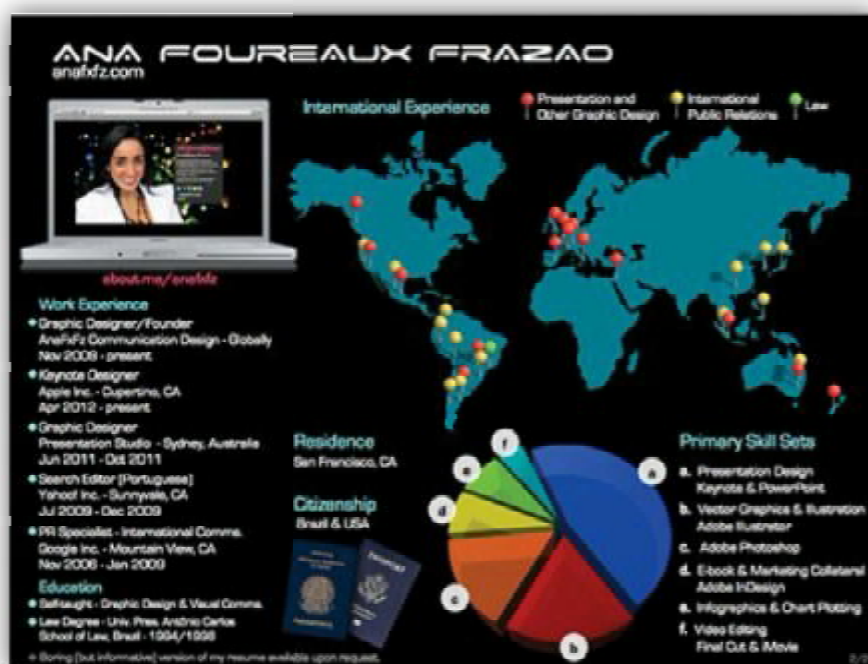 ANA FOUREAUX FRAZAO
anafxfz.com
International Experience
Presentation and
Other Graphic Design
International
Public Relations
Law
about.me/anafxfz
Work Experience
Graphic Designer/Founder
AnaFxFz Communication Design - Globally
Nov 2009 - present
Keynote Designer
Apple Inc. - Cupertino, CA
Apr 2012 - present
Graphic Designer
Presentation Studio - Sydney, Australia
Jun 2011 - Oct 2011
Search Editor (Portuguese)
Yahoo! Inc. - Sunnyvale, CA
Jul 2009 - Dec 2009
PR Specialist - International Comms.
Google Inc. - Mountain View, CA
Nov 2006 - Jan 2009
Education
Self-taught - Graphic Design & Visual Comms.
Law Degree - Univ. Pres. Antônio Carlos
School of Law, Brazil - 1994/1998
+ Boring (but informative) version of my resume available upon request.
Residence
San Francisco, CA
Citizenship
Brazil & USA
a
b
c
d
e
f
Primary Skill Sets
a. Presentation Design
Keynote & PowerPoint
b. Vector Graphics & Illustration
Adobe Illustrator
c. Adobe Photoshop
d. E-book & Marketing Collateral
Adobe InDesign
e. Infographics & Chart Plotting
f. Video Editing
Final Cut & iMovie